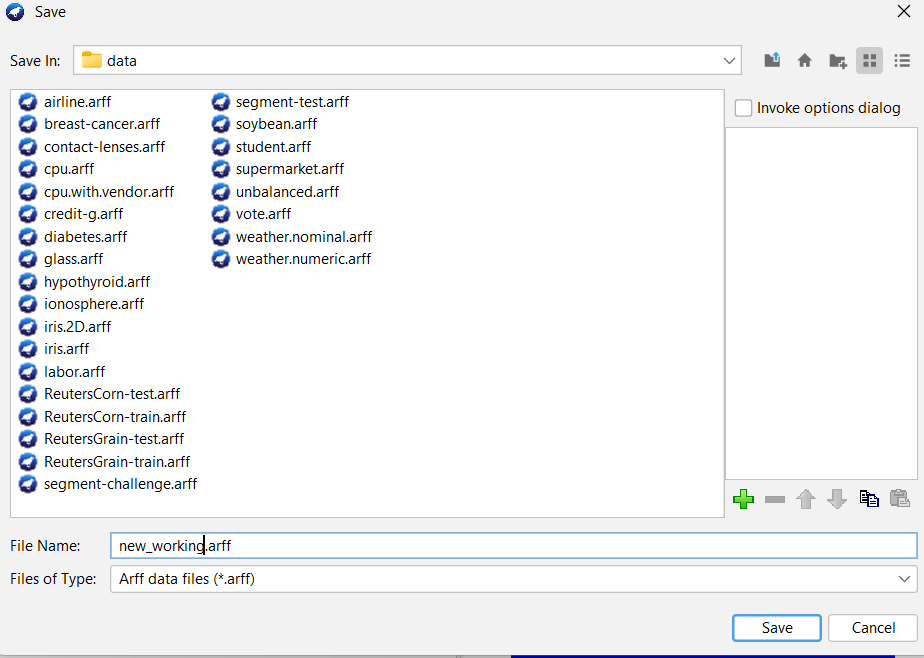 Save
Save In: data
Invoke options dialog
airline.arff
breast-cancer.arff
contact-lenses.arff
cpu.arff
cpu.with.vendor.arff
credit-g.arff
diabetes.arff
glass.arff
hypothyroid.arff
ionosphere.arff
iris.2D.arff
iris.arff
labor.arff
ReutersCorn-test.arff
ReutersCorn-train.arff
ReutersGrain-test.arff
ReutersGrain-train.arff
segment-challenge.arff
segment-test.arff
soybean.arff
student.arff
supermarket.arff
unbalanced.arff
vote.arff
weather.nominal.arff
weather.numeric.arff
File Name: new_working.arff
Files of Type: Arff data files (*.arff)
Save Cancel